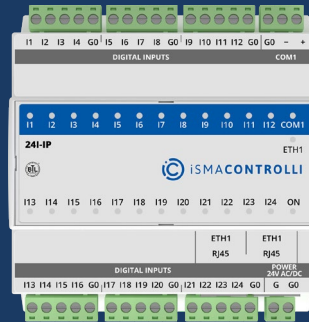 I1 I2 I3 I4 G0 I5 I6 I7 I8 G0 I9 I10 I11 I12 G0 G0 - +
DIGITAL INPUTS COM1
I1 I2 I3 I4 I5 I6 I7 I8 I9 I10 I11 I12 COM1
24I-IP ETH1
BTL iSMACONTROLLI
I13 I14 I15 I16 I17 I18 I19 I20 I21 I22 I23 I24 ON
ETH1 ETH1
RJ45 RJ45
DIGITAL INPUTS POWER
24V AC/DC
I13 I14 I15 I16 G0 I17 I18 I19 I20 G0 I21 I22 I23 I24 G0 G G0